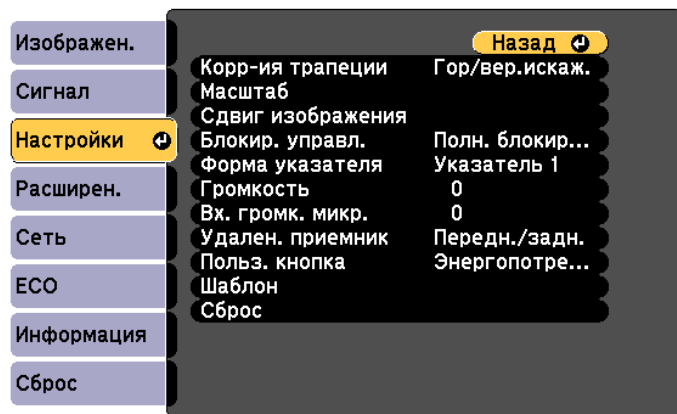 Изображен.
Сигнал
Настройки
Расширен.
Сеть
ECO
Информация
Сброс
Назад
Корр-ия трапеции Гор/вер.искаж.
Масштаб
Сдвиг изображения
Блокир. управл. Полн. блокир...
Форма указателя Указатель 1
Громкость 0
Вх. громк. микр. 0
Удален. приемник Передн./задн.
Польз. кнопка Энергопотре...
Шаблон
Сброс